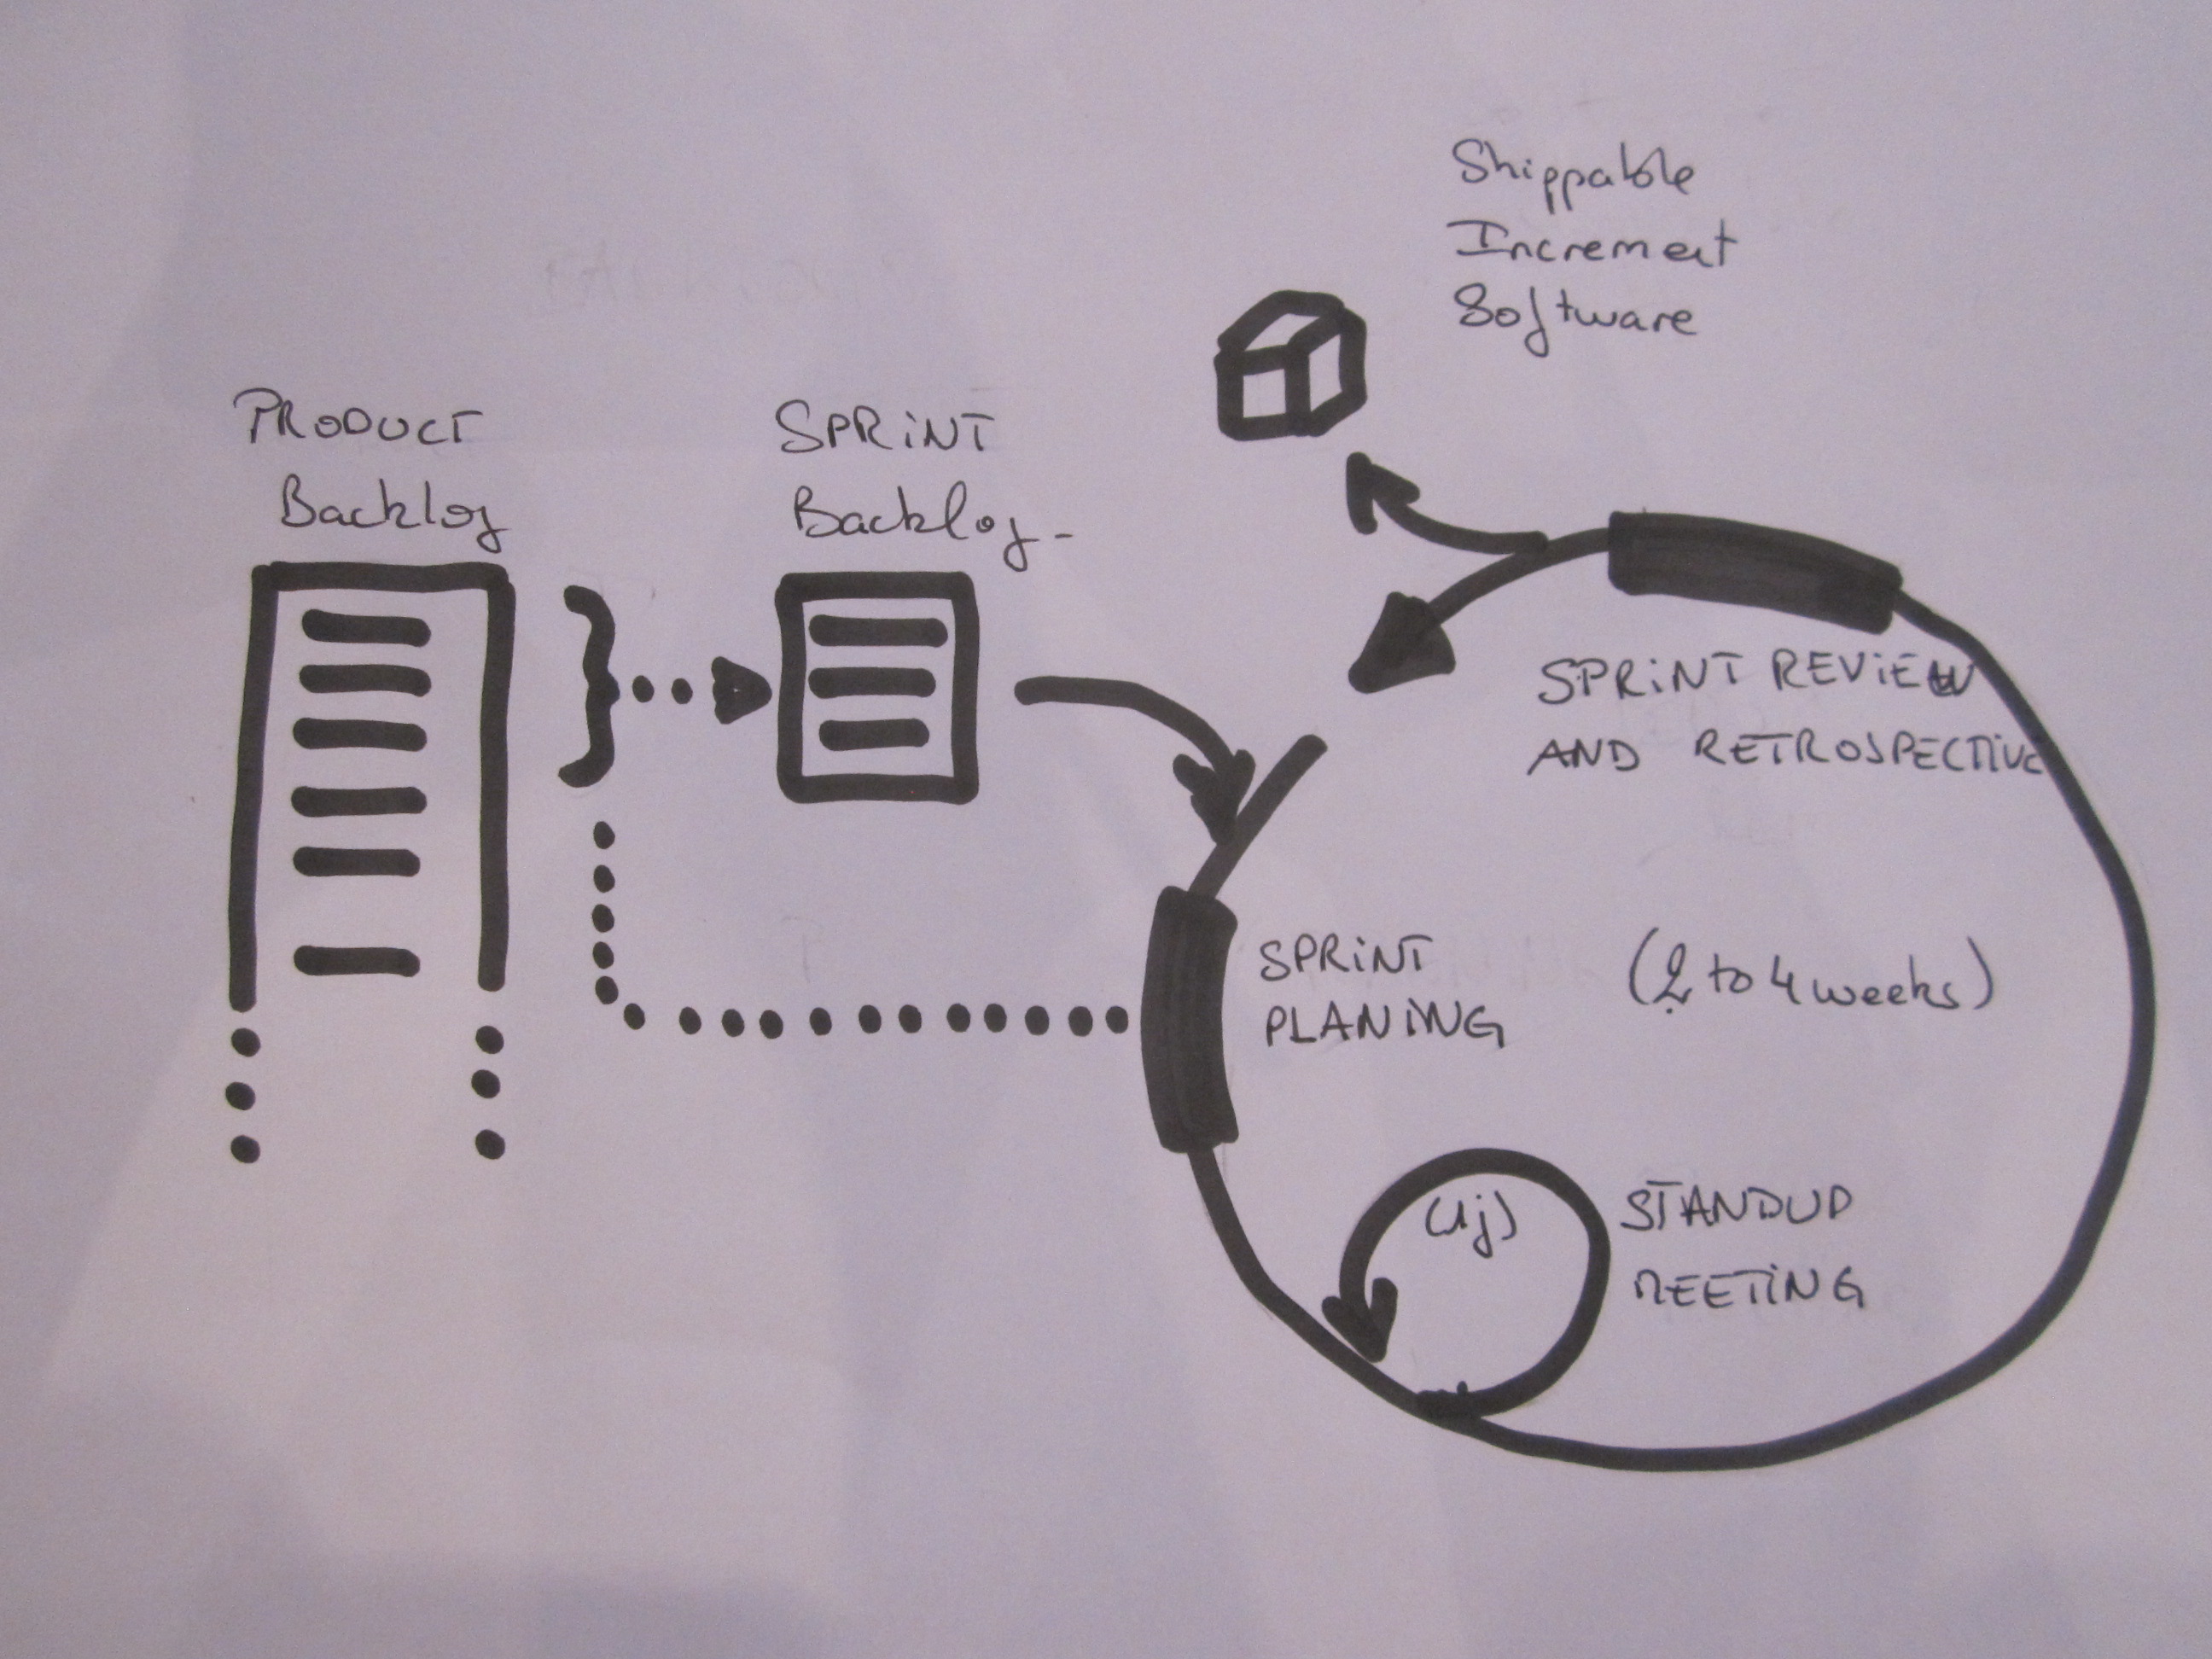 PRODUCT
Backlog
SPRiNT
Backlog-
Shippable
Increment
Software
SPRiNT REViEW
AND RETROSPECTiVE
SPRiNT
PLANiNG
(2 to 4 weeks)
(1j)
STANDUP
MEETiNG